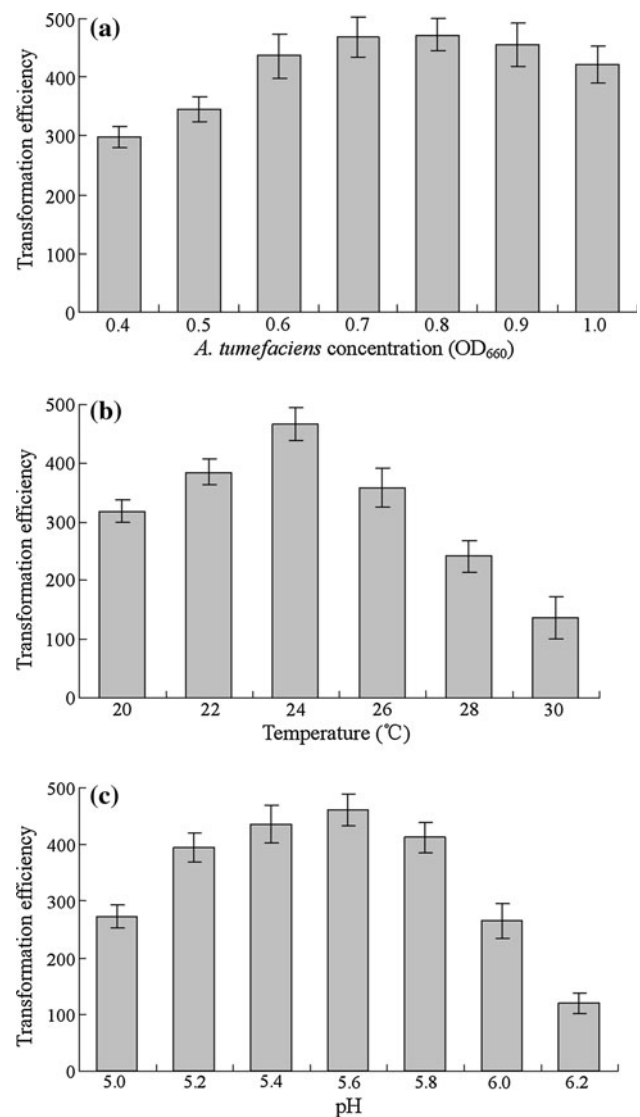 (a)
Transformation efficiency
500
400
300
200
100
0
0.4 0.5 0.6 0.7 0.8 0.9 1.0
A. tumefaciens concentration (OD660)
(b)
Transformation efficiency
500
400
300
200
100
0
20 22 24 26 28 30
Temperature (℃)
(c)
Transformation efficiency
500
400
300
200
100
0
5.0 5.2 5.4 5.6 5.8 6.0 6.2
pH